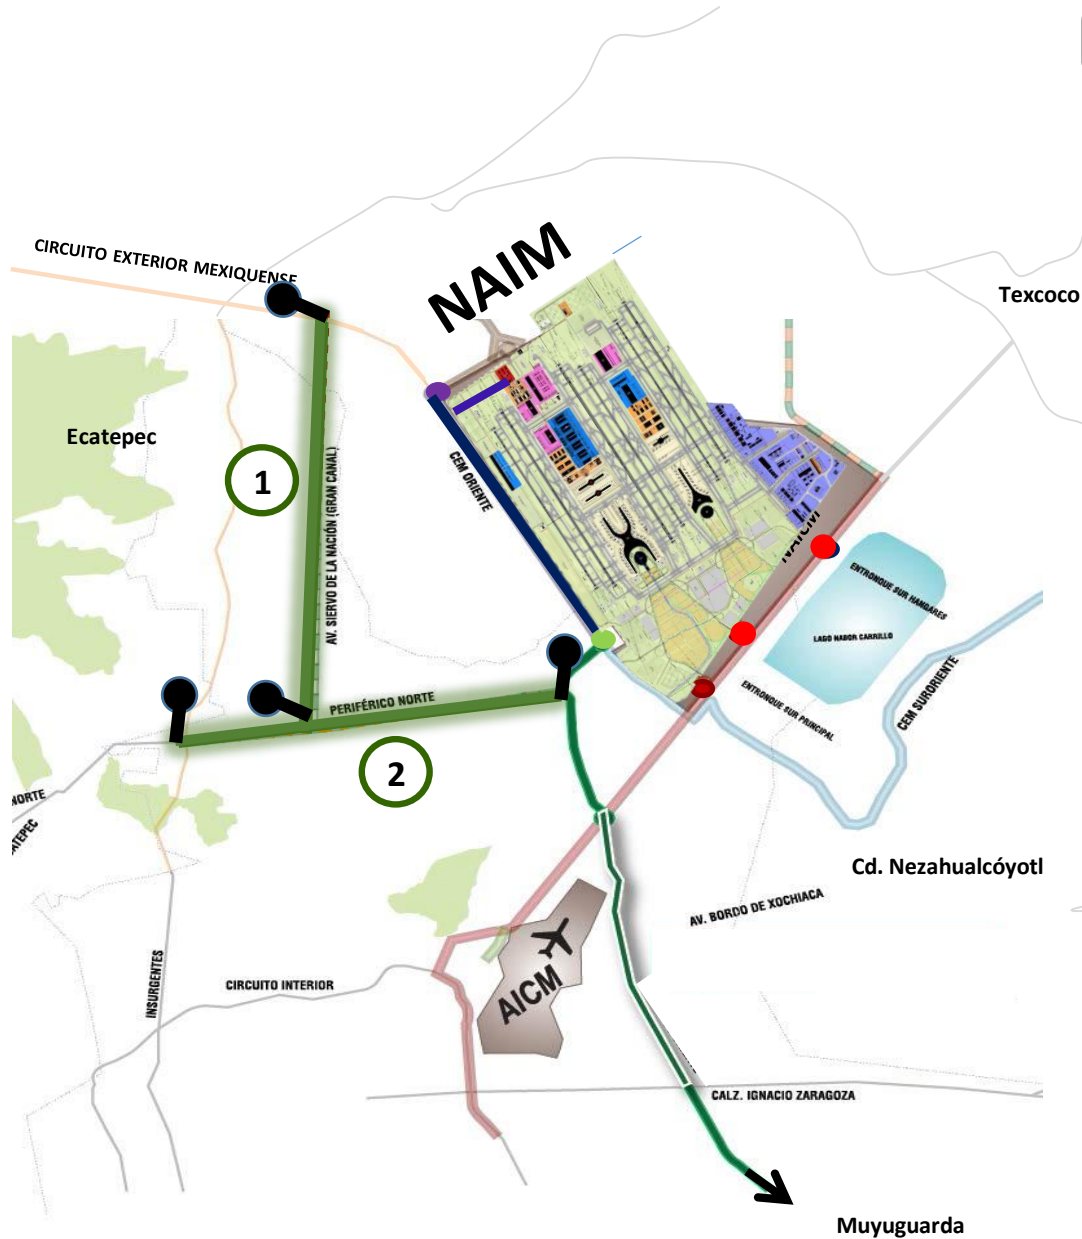 CIRCUITO EXTERIOR MEXIQUENSE
NAIM
Texcoco
Ecatepec
1
AV. SIERVO DE LA NACIÓN (GRAN CANAL)
CEM ORIENTE
NAICM
ENTRONQUE SUR HANGARES
LAGO NABOR CARRILLO
CEM SURORIENTE
ENTRONQUE SUR PRINCIPAL
PERIFÉRICO NORTE
2
NORTE
ATEPEC
Cd. Nezahualcóyotl
AV. BORDO DE XOCHIACA
INSURGENTES
CIRCUITO INTERIOR
AICM
CALZ. IGNACIO ZARAGOZA
Muyuguarda